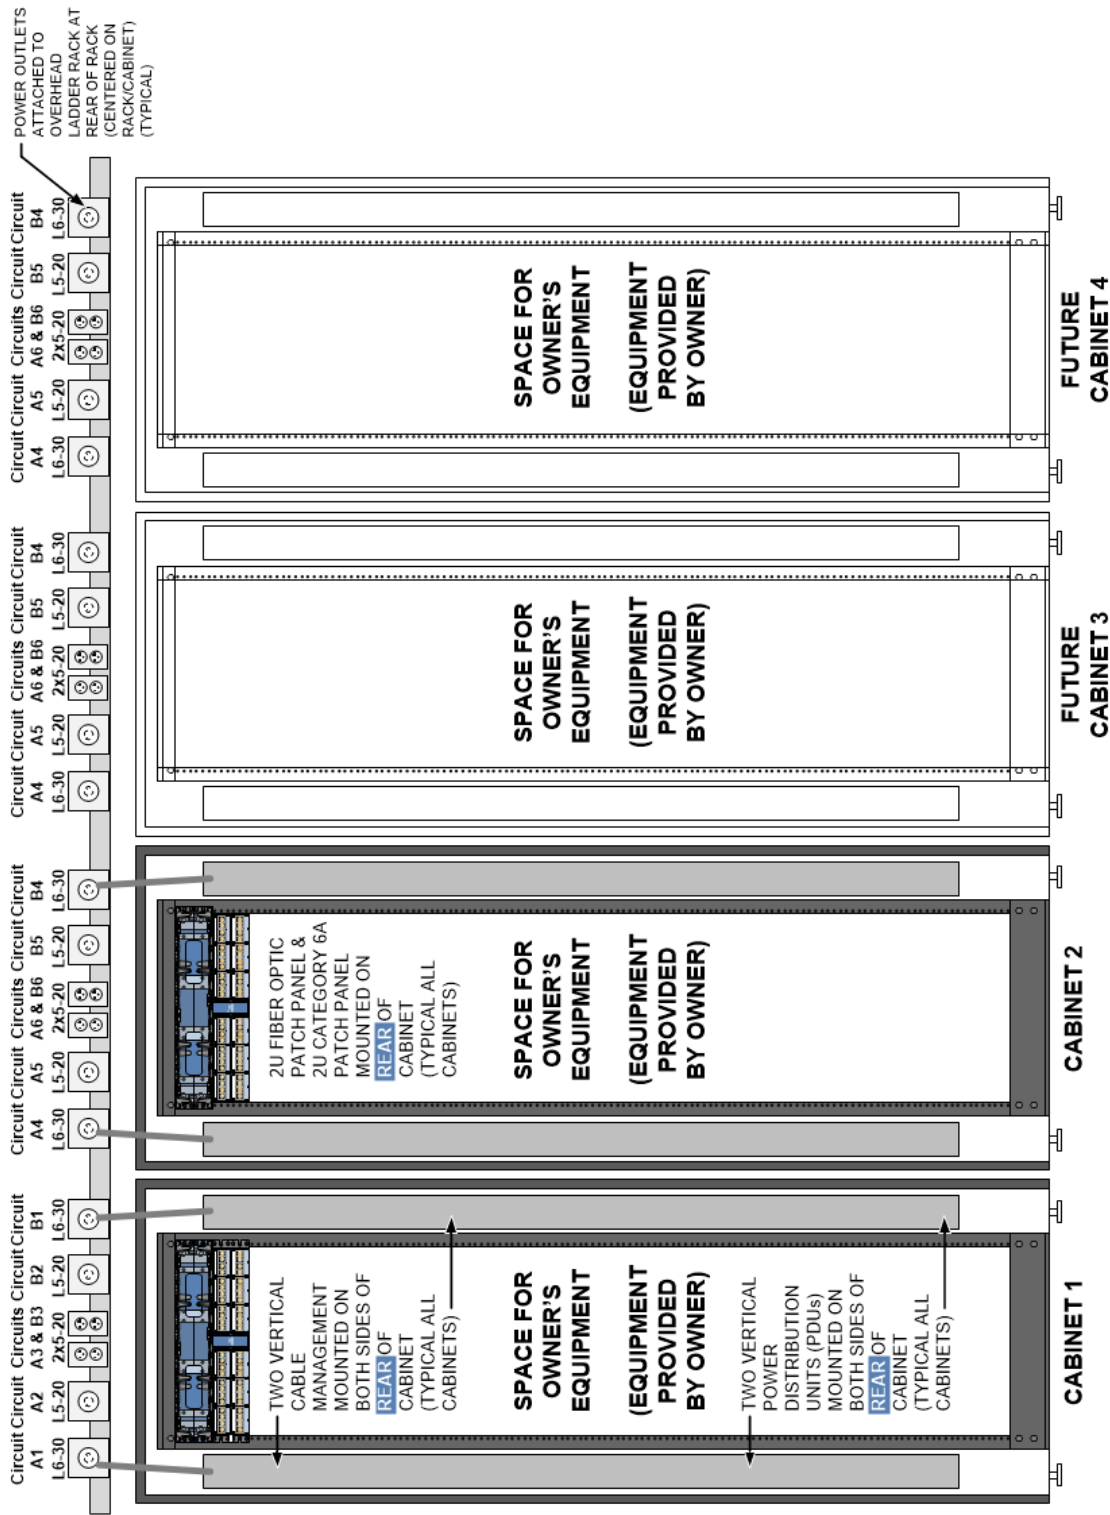 Circuit Circuit Circuits Circuit Circuit
A1 A2 A3 & B3 B2 B1
L6-30 L5-20 2x5-20 L5-20 L6-30
Circuit Circuit Circuits Circuit Circuit
A4 A5 A6 & B6 B5 B4
L6-30 L5-20 2x5-20 L5-20 L6-30
Circuit Circuit Circuits Circuit Circuit
A4 A5 A6 & B6 B5 B4
L6-30 L5-20 2x5-20 L5-20 L6-30
Circuit Circuit Circuits Circuit Circuit
A4 A5 A6 & B6 B5 B4
L6-30 L5-20 2x5-20 L5-20 L6-30
POWER OUTLETS
ATTACHED TO
OVERHEAD
LADDER RACK AT
REAR OF RACK
(CENTERED ON
RACK/CABINET)
(TYPICAL)
TWO VERTICAL
CABLE
MANAGEMENT
MOUNTED ON
BOTH SIDES OF
REAR OF
CABINET
(TYPICAL ALL
CABINETS)
SPACE FOR
OWNER'S
EQUIPMENT
(EQUIPMENT
PROVIDED
BY OWNER)
TWO VERTICAL
POWER
DISTRIBUTION
UNITS (PDUs)
MOUNTED ON
BOTH SIDES OF
REAR OF
CABINET
(TYPICAL ALL
CABINETS)
CABINET 1
2U FIBER OPTIC
PATCH PANEL &
2U CATEGORY 6A
PATCH PANEL
MOUNTED ON
REAR OF
CABINET
(TYPICAL ALL
CABINETS)
SPACE FOR
OWNER'S
EQUIPMENT
(EQUIPMENT
PROVIDED
BY OWNER)
CABINET 2
SPACE FOR
OWNER'S
EQUIPMENT
(EQUIPMENT
PROVIDED
BY OWNER)
FUTURE
CABINET 3
SPACE FOR
OWNER'S
EQUIPMENT
(EQUIPMENT
PROVIDED
BY OWNER)
FUTURE
CABINET 4